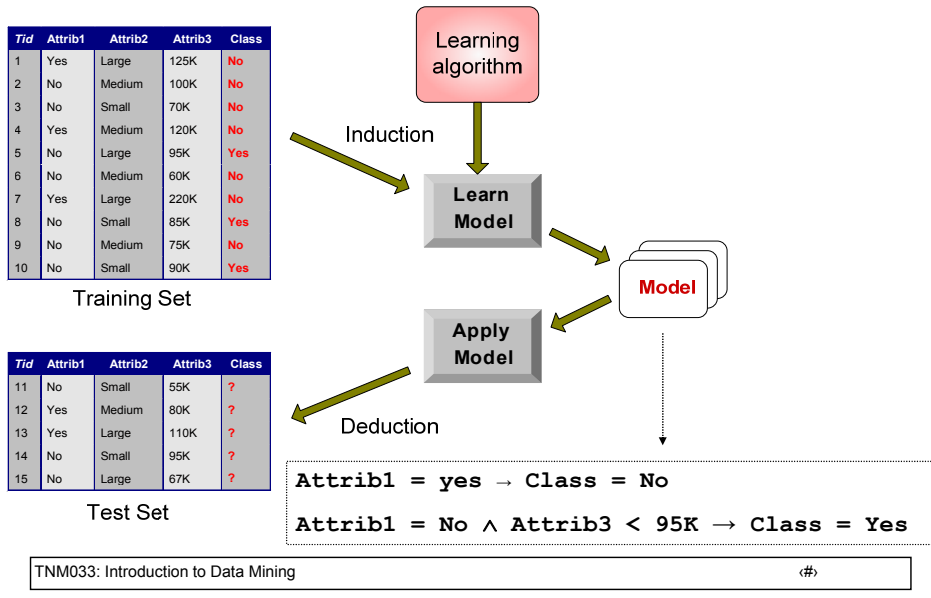 Tid Attrib1 Attrib2 Attrib3 Class
1 Yes Large 125K No
2 No Medium 100K No
3 No Small 70K No
4 Yes Medium 120K No
5 No Large 95K Yes
6 No Medium 60K No
7 Yes Large 220K No
8 No Small 85K Yes
9 No Medium 75K No
10 No Small 90K Yes
Training Set
Learning
algorithm
Induction
Learn
Model
Model
Apply
Model
Deduction
Tid Attrib1 Attrib2 Attrib3 Class
11 No Small 55K ?
12 Yes Medium 80K ?
13 Yes Large 110K ?
14 No Small 95K ?
15 No Large 67K ?
Test Set
Attrib1 = yes → Class = No
Attrib1 = No ∧ Attrib3 < 95K → Class = Yes
TNM033: Introduction to Data Mining ‹#›